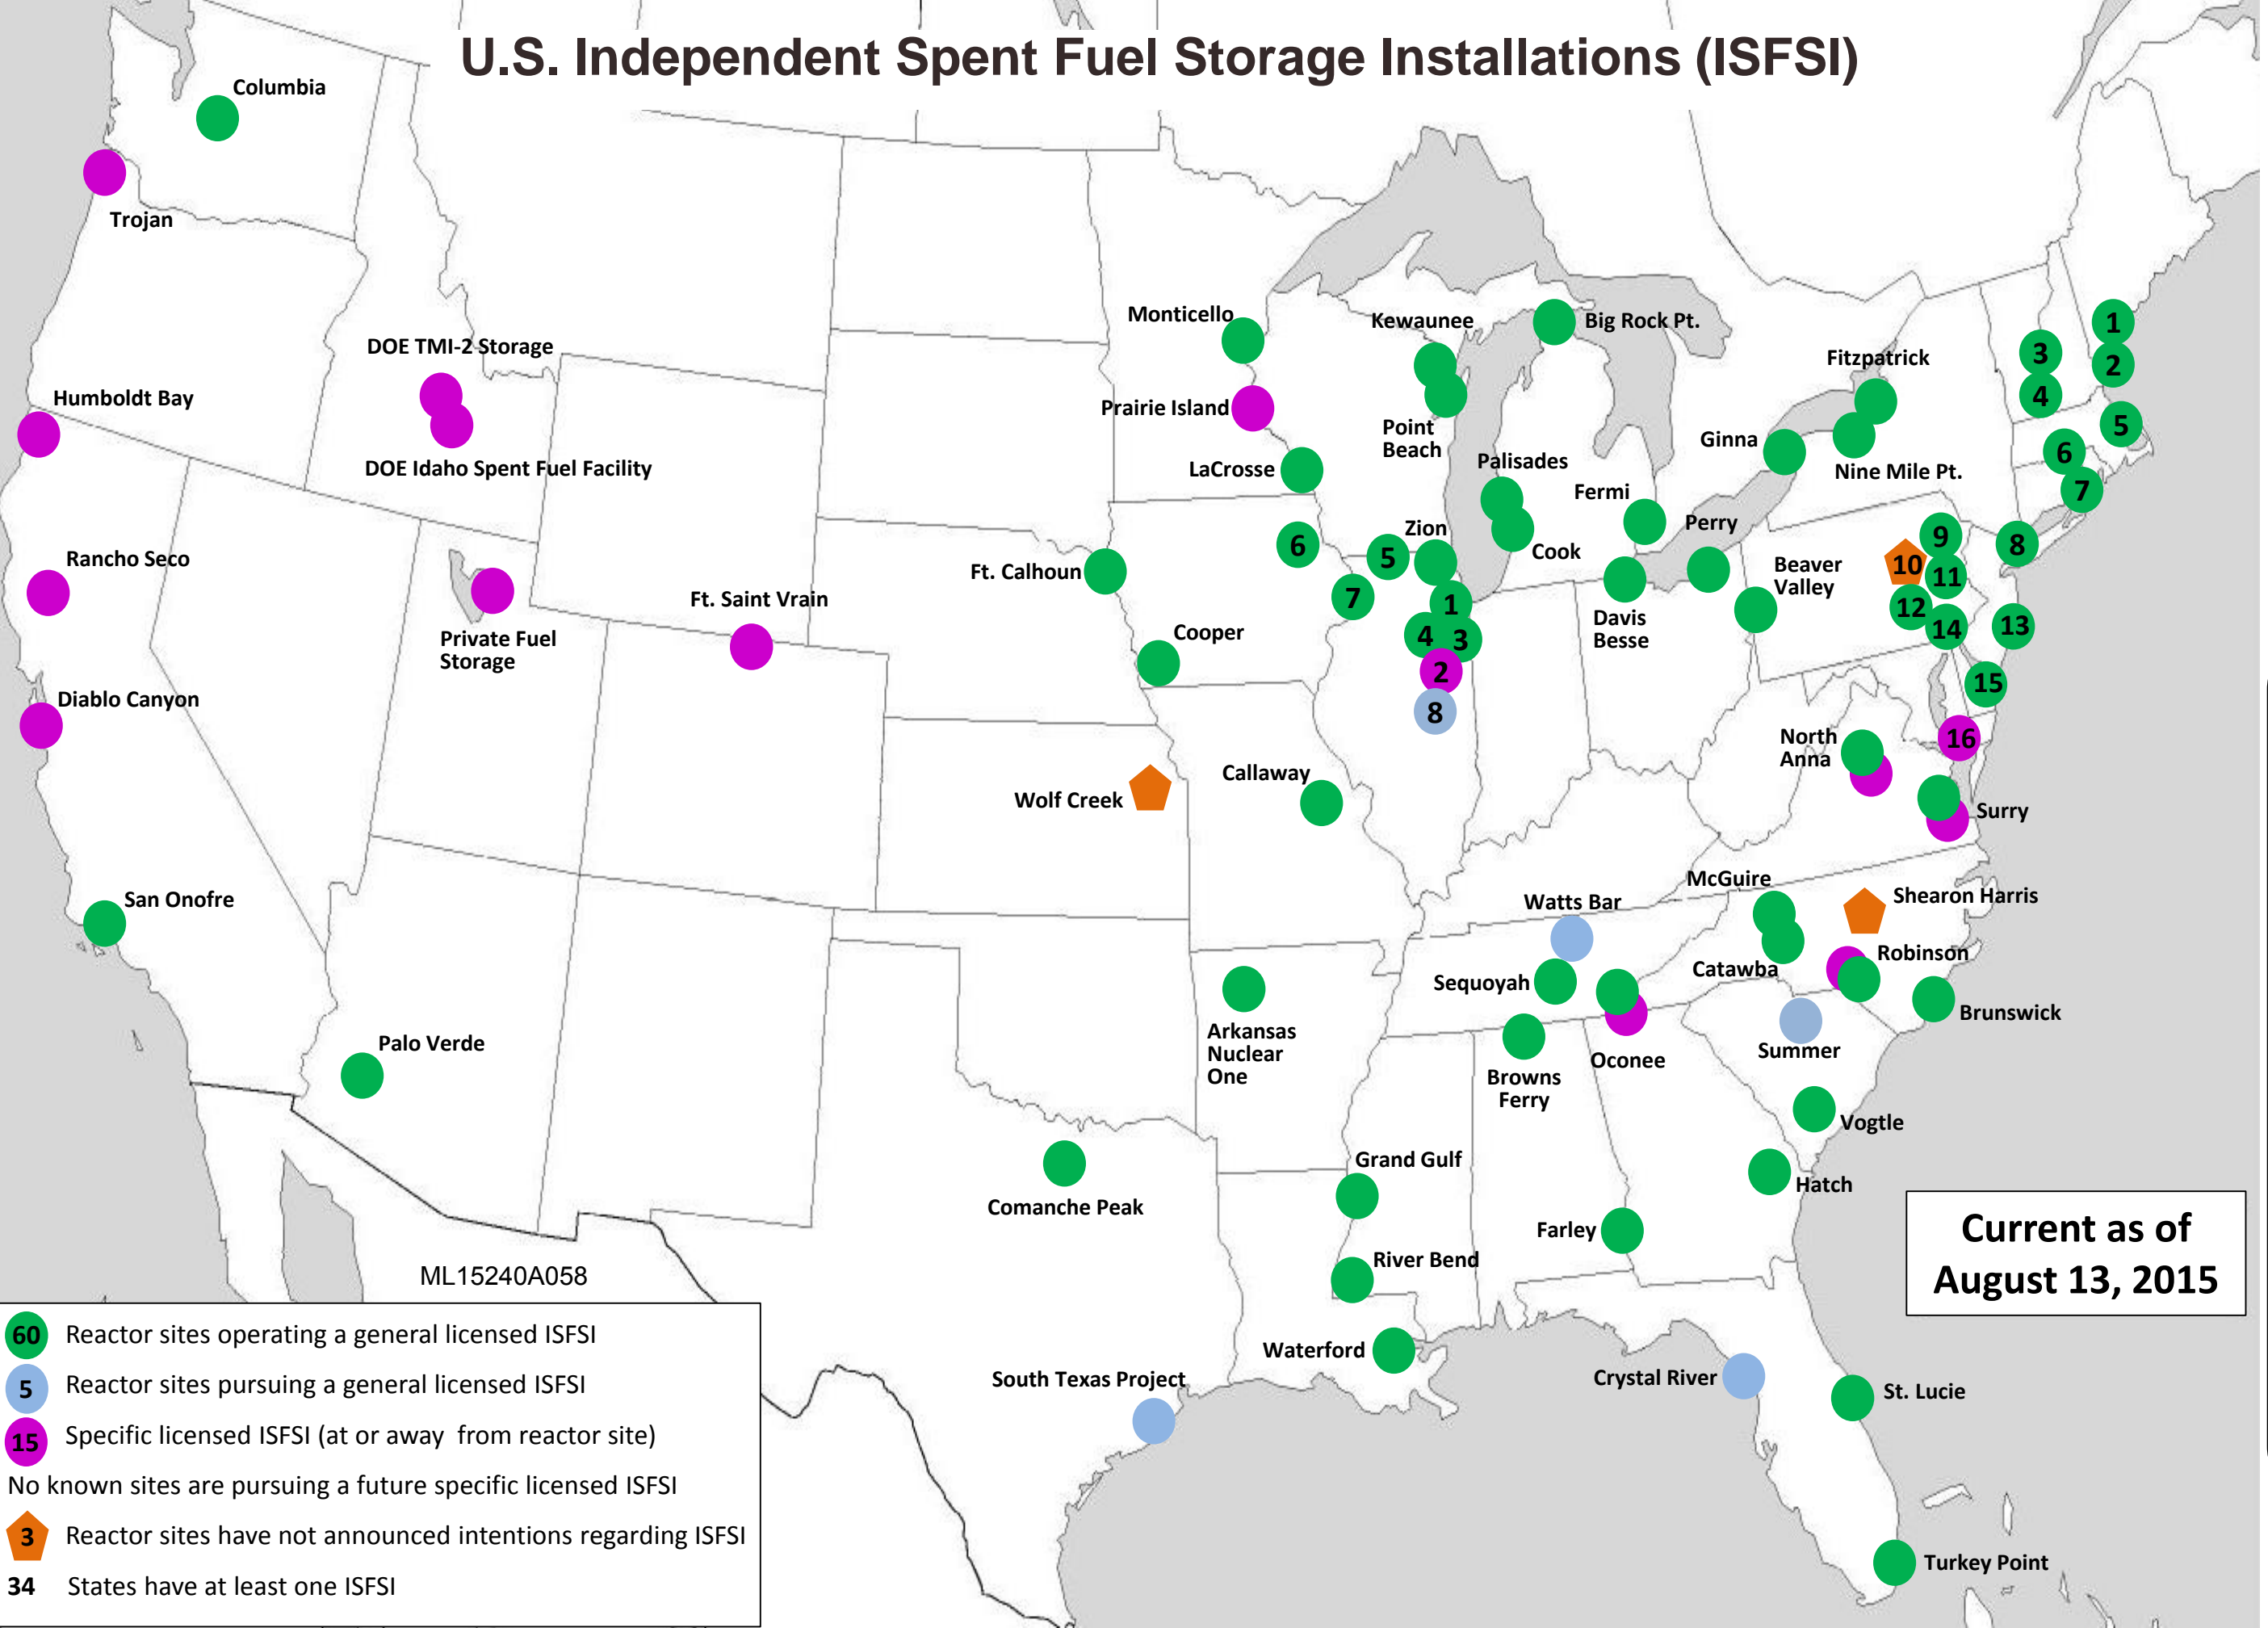 U.S. Independent Spent Fuel Storage Installations (ISFSI)
Columbia
Trojan
DOE TMI-2 Storage
Humboldt Bay
DOE Idaho Spent Fuel Facility
Rancho Seco
Private Fuel
Storage
Ft. Saint Vrain
Diablo Canyon
San Onofre
Palo Verde
Monticello
Prairie Island
LaCrosse
Kewaunee
Point
Beach
Big Rock Pt.
Palisades
Cook
Fermi
Zion
Perry
Davis
Besse
Beaver
Valley
Ginna
Fitzpatrick
Nine Mile Pt.
1
2
3
4
5
6
7
8
9
10
11
12
13
14
15
16
6
5
7
1
4
3
2
8
Ft. Calhoun
Cooper
Wolf Creek
Callaway
North
Anna
Surry
McGuire
Shearon Harris
Watts Bar
Sequoyah
Catawba
Robinson
Brunswick
Arkansas
Nuclear
One
Browns
Ferry
Oconee
Summer
Vogtle
Hatch
Comanche Peak
Grand Gulf
Farley
River Bend
Waterford
South Texas Project
Crystal River
St. Lucie
Turkey Point
Current as of
August 13, 2015
ML15240A058
60 Reactor sites operating a general licensed ISFSI
5 Reactor sites pursuing a general licensed ISFSI
15 Specific licensed ISFSI (at or away from reactor site)
No known sites are pursuing a future specific licensed ISFSI
3 Reactor sites have not announced intentions regarding ISFSI
34 States have at least one ISFSI